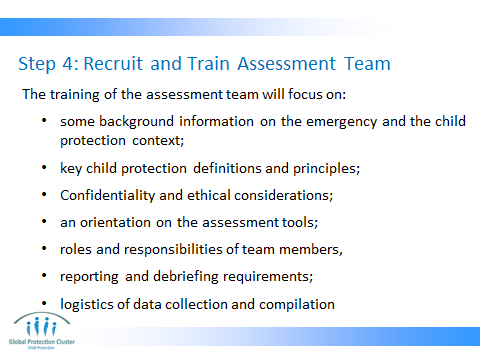 Step 4: Recruit and Train Assessment Team
The training of the assessment team will focus on:
• some background information on the emergency and the child
protection context;
• key child protection definitions and principles;
• Confidentiality and ethical considerations;
• an orientation on the assessment tools;
• roles and responsibilities of team members,
• reporting and debriefing requirements;
• logistics of data collection and compilation
Global Protection Cluster
Child Protection